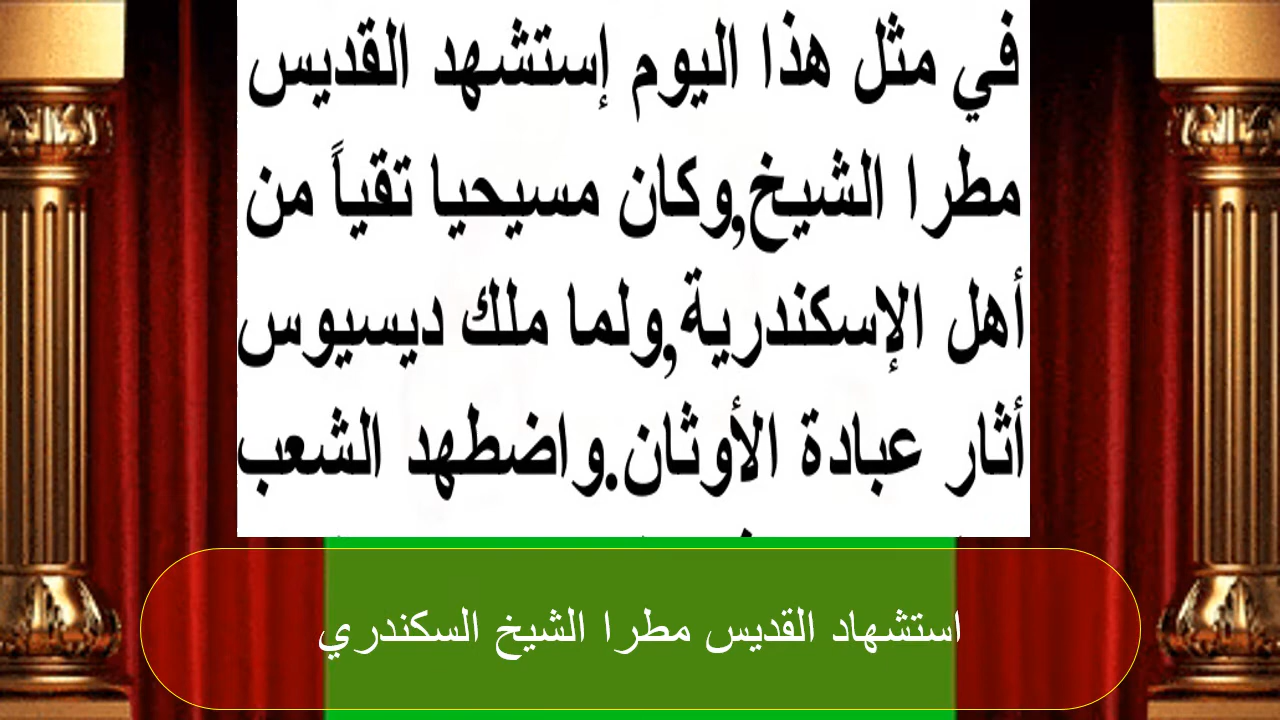 في مثل هذا اليوم إستشهد القديس
مطرا الشيخ,وكان مسيحيا تقياً من
أهل الإسكندرية,ولما ملك ديسيوس
أثار عبادة الأوثان.واضطهد الشعب
استشهاد القديس مطرا الشيخ السكندري